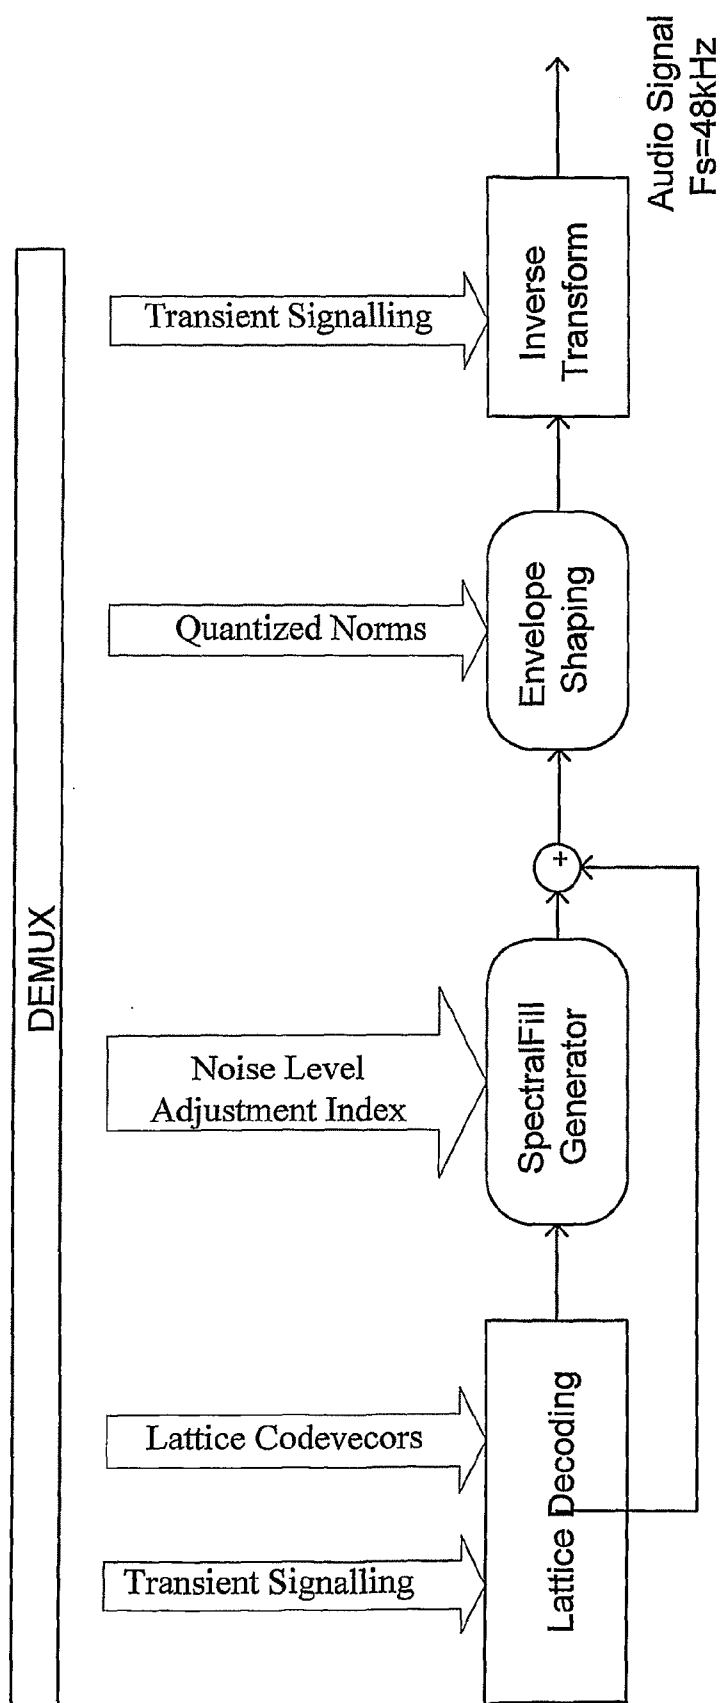 DEMUX
Transient Signalling
Lattice Codevecors
Noise Level
Adjustment Index
Quantized Norms
Transient Signalling
Lattice Decoding
SpectralFill
Generator
+
Envelope
Shaping
Inverse
Transform
Audio Signal
Fs=48kHz